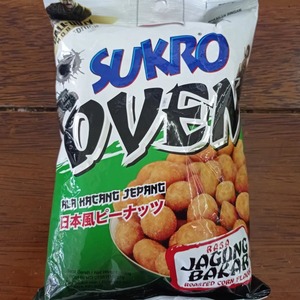 SUKRO
OVEN
ALA KACANG JEPANG
日本風ピーナッツ
RASA
JAGUNG
BAKAR
ROASTED CORN FLAVOR